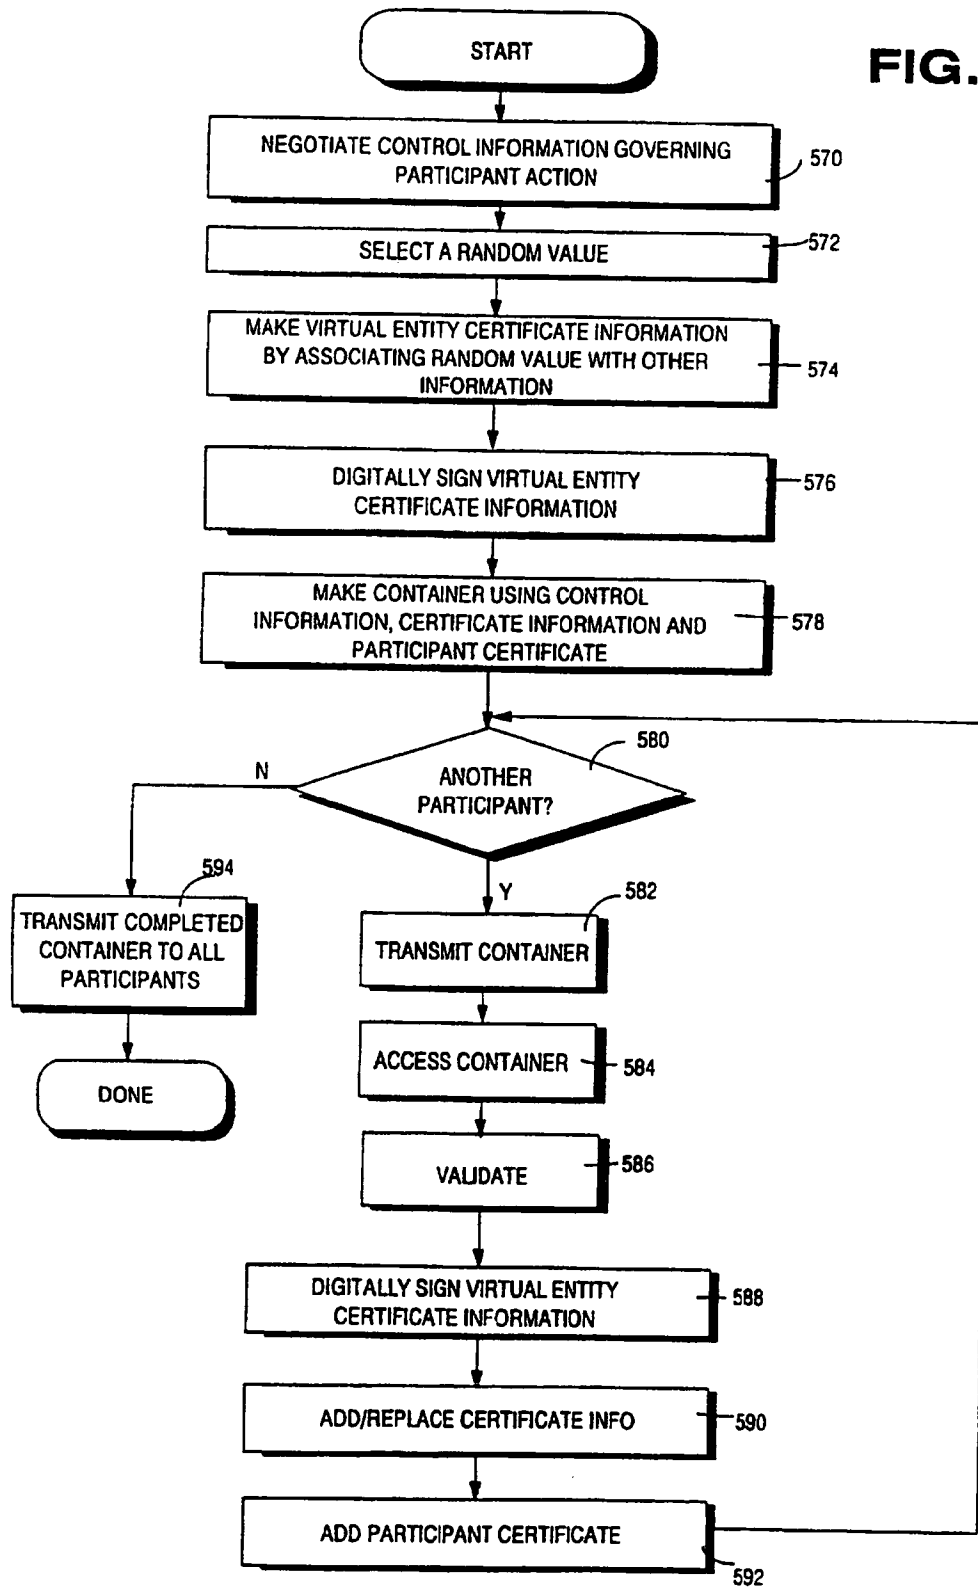 START
FIG.
NEGOTIATE CONTROL INFORMATION GOVERNING
PARTICIPANT ACTION
570
SELECT A RANDOM VALUE
572
MAKE VIRTUAL ENTITY CERTIFICATE INFORMATION
BY ASSOCIATING RANDOM VALUE WITH OTHER
INFORMATION
574
DIGITALLY SIGN VIRTUAL ENTITY
CERTIFICATE INFORMATION
576
MAKE CONTAINER USING CONTROL
INFORMATION, CERTIFICATE INFORMATION AND
PARTICIPANT CERTIFICATE
578
580
N
ANOTHER
PARTICIPANT?
594
Y
582
TRANSMIT COMPLETED
CONTAINER TO ALL
PARTICIPANTS
TRANSMIT CONTAINER
ACCESS CONTAINER
584
DONE
VALIDATE
586
DIGITALLY SIGN VIRTUAL ENTITY
CERTIFICATE INFORMATION
588
ADD/REPLACE CERTIFICATE INFO
590
ADD PARTICIPANT CERTIFICATE
592